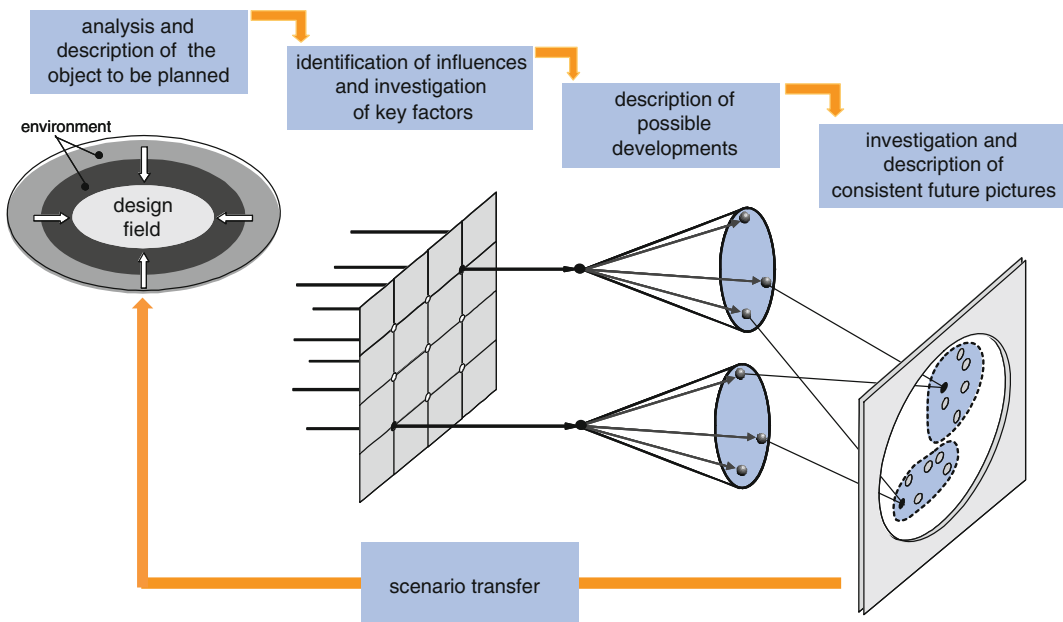 analysis and
description of the
object to be planned
identification of influences
and investigation
of key factors
description of
possible
developments
investigation and
description of
consistent future pictures
environment
design
field
scenario transfer